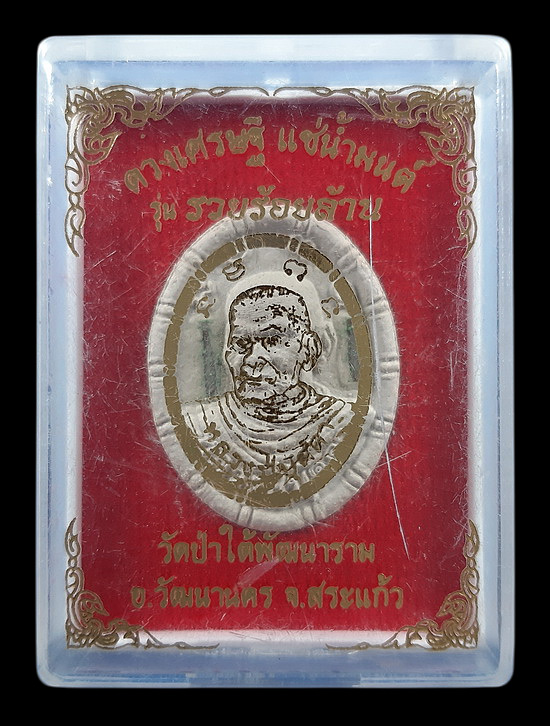 ดวงเศรษฐี แช่น้ำมนต์
รุ่น รวยร้อยล้าน
วัดป่าใต้พัฒนาราม
อ.วัฒนานคร จ.สระแก้ว